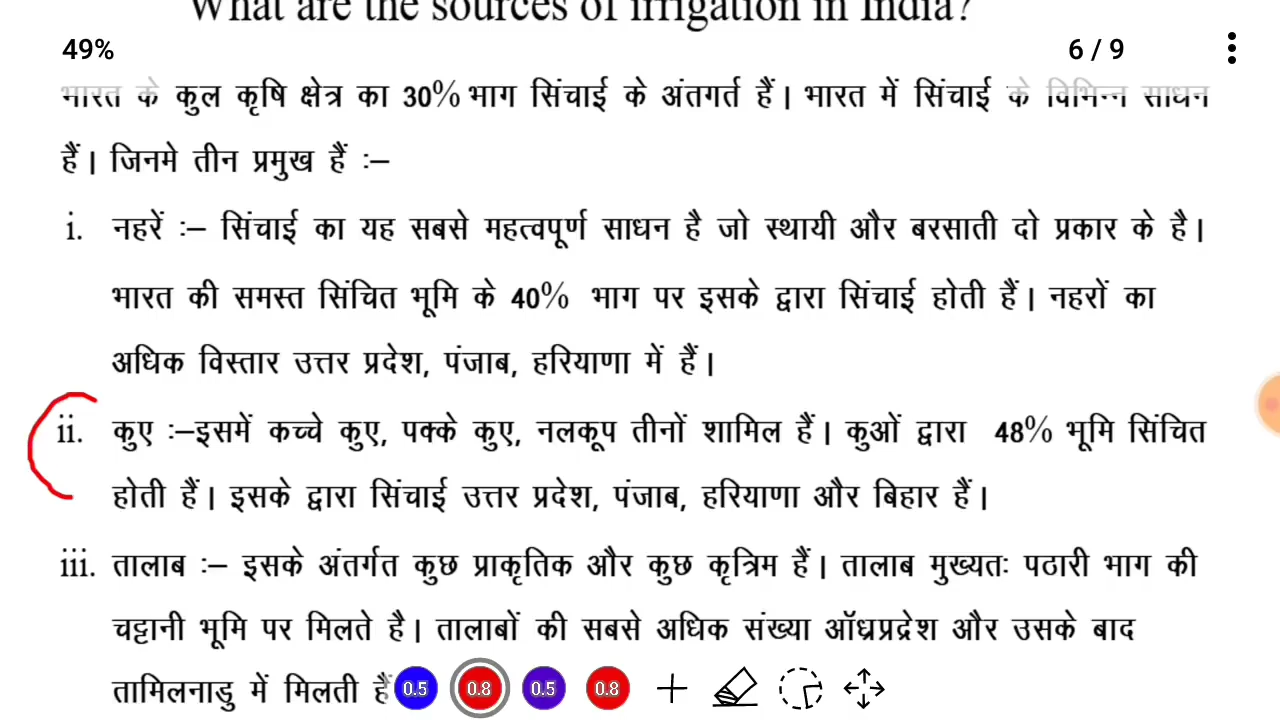 What are the sources of irrigation in India?
49%
6 / 9
भारत के कुल कृषि क्षेत्र का 30% भाग सिंचाई के अंतगर्त हैं। भारत में सिंचाई के विभिन्न साधन
हैं। जिनमे तीन प्रमुख हैं :–
i. नहरें :– सिंचाई का यह सबसे महत्वपूर्ण साधन है जो स्थायी और बरसाती दो प्रकार के है।
भारत की समस्त सिंचित भूमि के 40% भाग पर इसके द्वारा सिंचाई होती हैं। नहरों का
अधिक विस्तार उत्तर प्रदेश, पंजाब, हरियाणा में हैं।
ii. कुए :–इसमें कच्चे कुए, पक्के कुए, नलकूप तीनों शामिल हैं। कुओं द्वारा 48% भूमि सिंचित
होती हैं। इसके द्वारा सिंचाई उत्तर प्रदेश, पंजाब, हरियाणा और बिहार हैं।
iii. तालाब :– इसके अंतर्गत कुछ प्राकृतिक और कुछ कृत्रिम हैं। तालाब मुख्यतः पठारी भाग की
चट्टानी भूमि पर मिलते है। तालाबों की सबसे अधिक संख्या ऑध्रप्रद्रेश और उसके बाद
तामिलनाडु में मिलती हैं
0.5 0.8 0.5 0.8